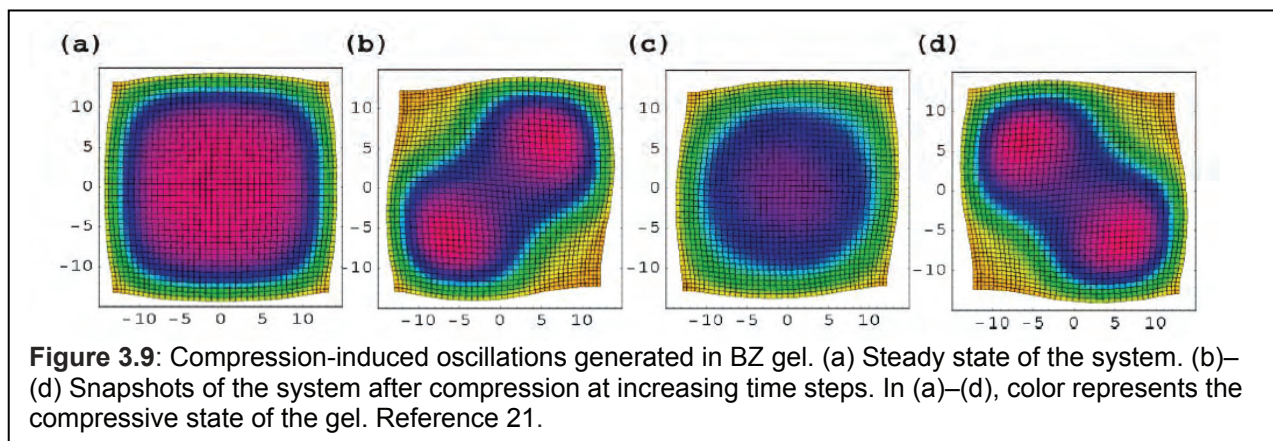 (a) (b) (c) (d)
10 10 10 10
5 5 5 5
0 0 0 0
-5 -5 -5 -5
-10 -10 -10 -10
-10 -5 0 5 10 -10 -5 0 5 10 -10 -5 0 5 10 -10 -5 0 5 10
Figure 3.9: Compression-induced oscillations generated in BZ gel. (a) Steady state of the system. (b)–
(d) Snapshots of the system after compression at increasing time steps. In (a)–(d), color represents the
compressive state of the gel. Reference 21.